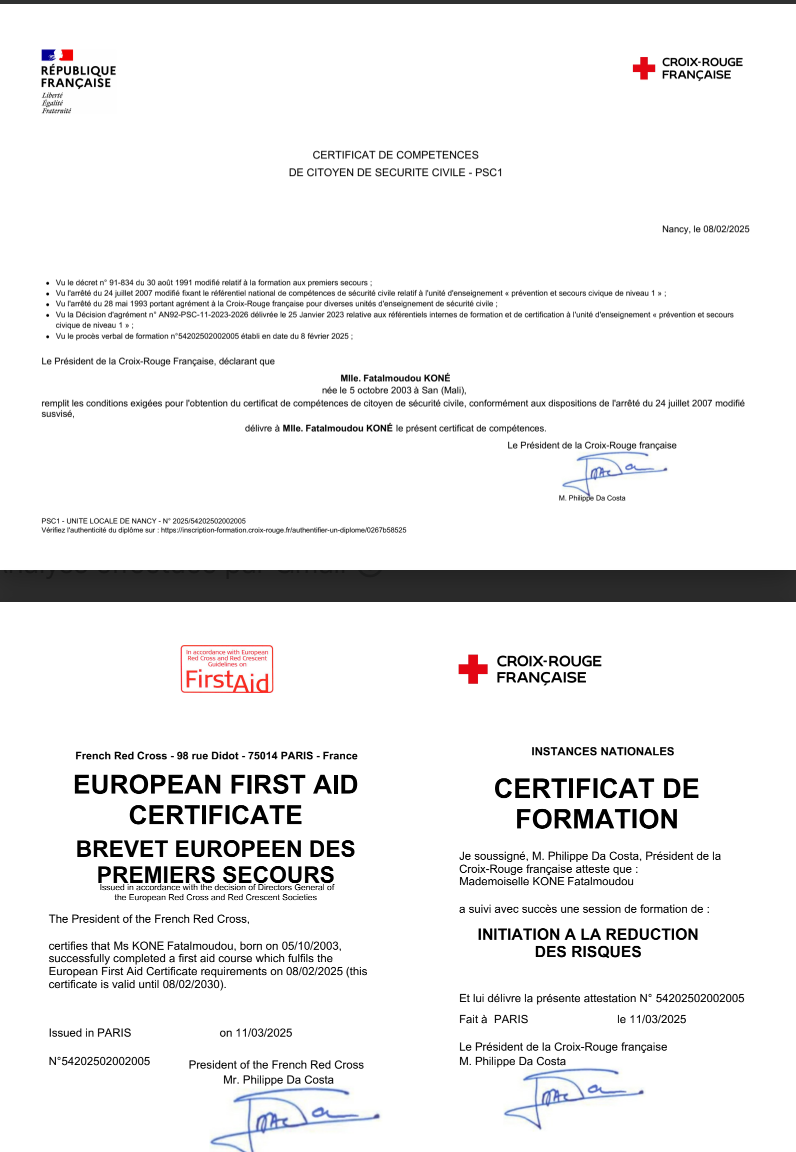 RÉPUBLIQUE
FRANÇAISE
Liberté
Égalité
Fraternité
CROIX-ROUGE
FRANÇAISE
CERTIFICAT DE COMPETENCES
DE CITOYEN DE SECURITE CIVILE - PSC1
Nancy, le 08/02/2025
• Vu le décret n° 91-834 du 30 août 1991 modifié relatif à la formation aux premiers secours ;
• Vu l'arrêté du 24 juillet 2007 modifié fixant le référentiel national de compétences de sécurité civile relatif à l'unité d'enseignement « prévention et secours civique de niveau 1 » ;
• Vu l'arrêté du 28 mai 1993 portant agrément à la Croix-Rouge française pour diverses unités d'enseignement de sécurité civile ;
• Vu la Décision d'agrément n° AN92-PSC-11-2023-2026 délivrée le 25 Janvier 2023 relative aux référentiels internes de formation et de certification à l'unité d'enseignement « prévention et secours
civique de niveau 1 » ;
• Vu le procès verbal de formation n°54202502002005 établi en date du 8 février 2025 ;
Le Président de la Croix-Rouge Française, déclarant que
Mlle. Fatalmoudou KONÉ
née le 5 octobre 2003 à San (Mali),
remplit les conditions exigées pour l'obtention du certificat de compétences de citoyen de sécurité civile, conformément aux dispositions de l'arrêté du 24 juillet 2007 modifié
susvisé,
délivre à Mlle. Fatalmoudou KONÉ le présent certificat de compétences.
Le Président de la Croix-Rouge française
M. Philippe Da Costa
PSC1 - UNITE LOCALE DE NANCY - N° 2025/54202502002005
Vérifiez l'authenticité du diplôme sur : https://inscription-formation.croix-rouge.fr/authentifier-un-diplome/0267b58525
In accordance with European
Red Cross and Red Crescent
Guidelines on
FirstAid
French Red Cross - 98 rue Didot - 75014 PARIS - France
EUROPEAN FIRST AID
CERTIFICATE
BREVET EUROPEEN DES
PREMIERS SECOURS
Issued in accordance with the decision of Directors General of
the European Red Cross and Red Crescent Societies
The President of the French Red Cross,
certifies that Ms KONE Fatalmoudou, born on 05/10/2003,
successfully completed a first aid course which fulfils the
European First Aid Certificate requirements on 08/02/2025 (this
certificate is valid until 08/02/2030).
Issued in PARIS on 11/03/2025
N°54202502002005
President of the French Red Cross
Mr. Philippe Da Costa
CROIX-ROUGE
FRANÇAISE
INSTANCES NATIONALES
CERTIFICAT DE
FORMATION
Je soussigné, M. Philippe Da Costa, Président de la
Croix-Rouge française atteste que :
Mademoiselle KONE Fatalmoudou
a suivi avec succès une session de formation de :
INITIATION A LA REDUCTION
DES RISQUES
Et lui délivre la présente attestation N° 54202502002005
Fait à PARIS le 11/03/2025
Le Président de la Croix-Rouge française
M. Philippe Da Costa